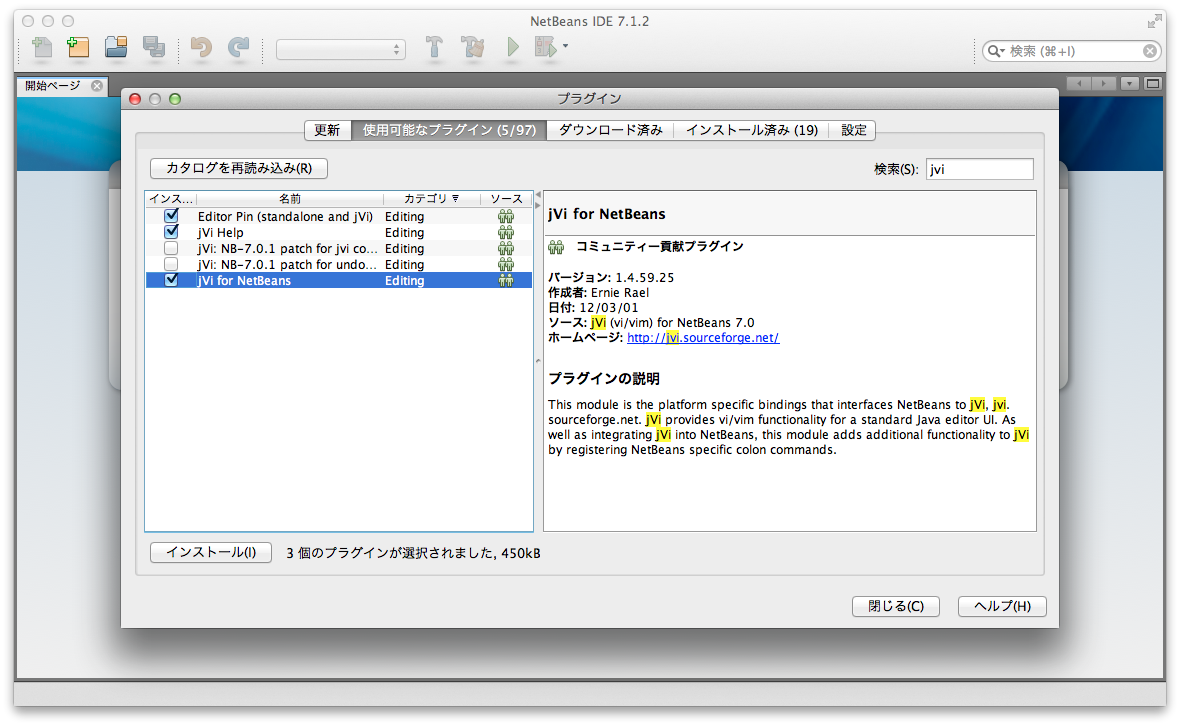 NetBeans IDE 7.1.2
検索 (⌘+I)
開始ページ
プラグイン
更新 使用可能なプラグイン (5/97) ダウンロード済み インストール済み (19) 設定
カタログを再読み込み(R) 検索(S): jvi
インス... 名前 カテゴリ ソース
Editor Pin (standalone and jVi) Editing
jVi Help Editing
jVi: NB-7.0.1 patch for jvi co... Editing
jVi: NB-7.0.1 patch for undo... Editing
jVi for NetBeans Editing
jVi for NetBeans
コミュニティー貢献プラグイン
バージョン: 1.4.59.25
作成者: Ernie Rael
日付: 12/03/01
ソース: jVi (vi/vim) for NetBeans 7.0
ホームページ: http://jvi.sourceforge.net/
プラグインの説明
This module is the platform specific bindings that interfaces NetBeans to jVi, jvi.
sourceforge.net. jVi provides vi/vim functionality for a standard Java editor UI. As
well as integrating jVi into NetBeans, this module adds additional functionality to jVi
by registering NetBeans specific colon commands.
インストール(I) 3 個のプラグインが選択されました, 450kB
閉じる(C) ヘルプ(H)